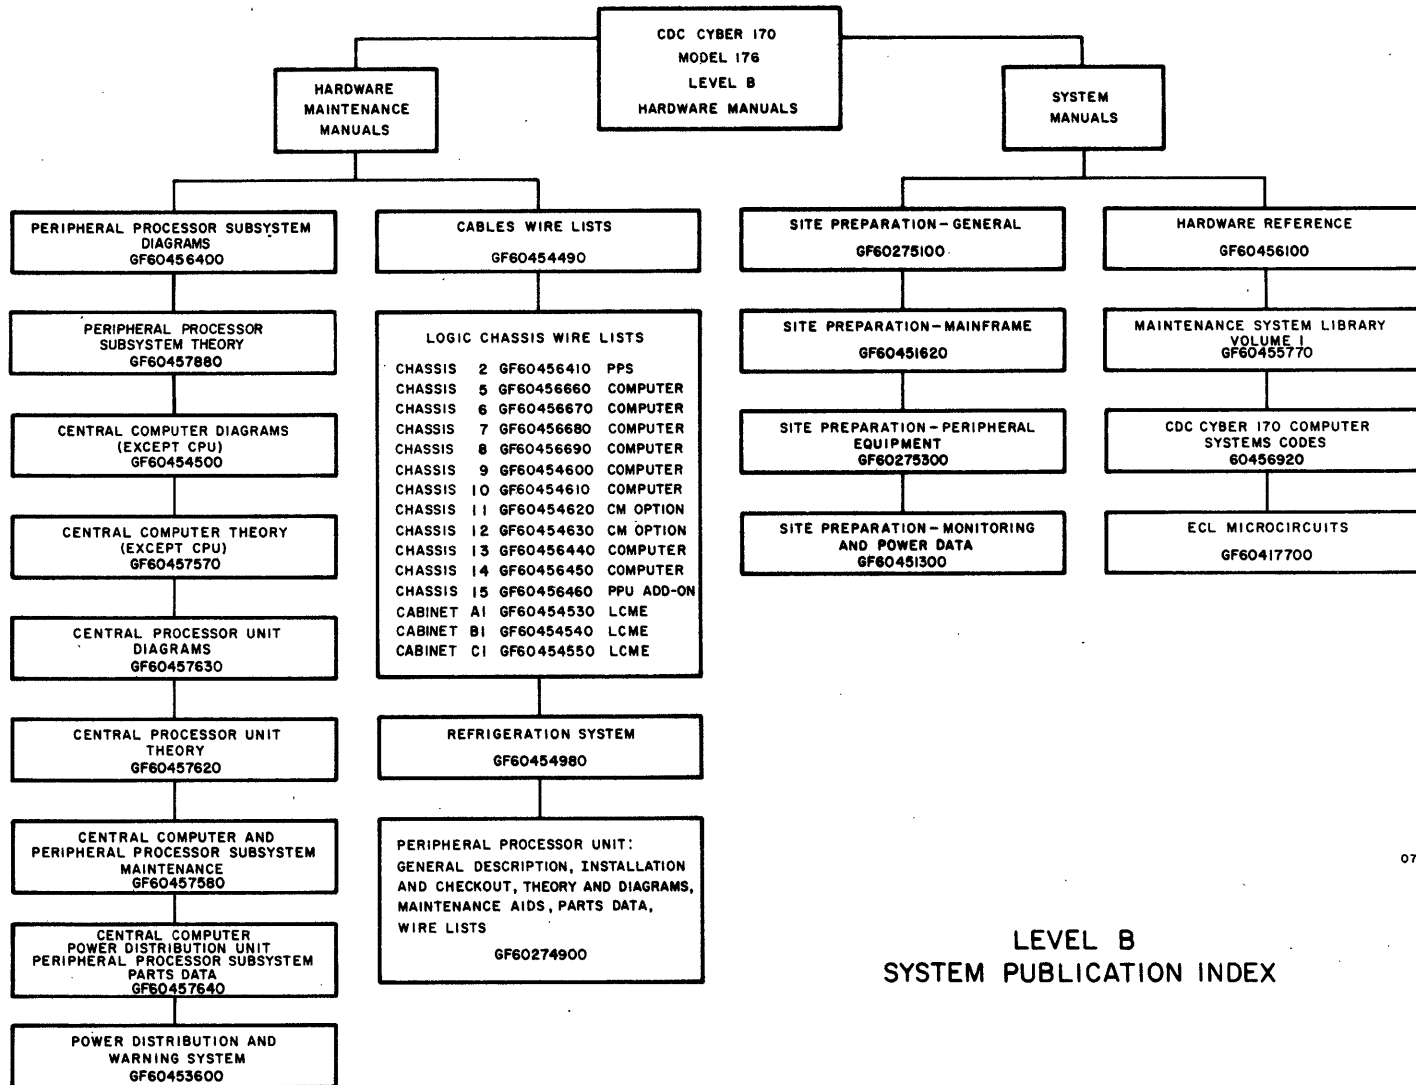 CDC CYBER 170
MODEL 176
LEVEL B
HARDWARE MANUALS
HARDWARE
MAINTENANCE
MANUALS
SYSTEM
MANUALS
PERIPHERAL PROCESSOR SUBSYSTEM
DIAGRAMS
GF60456400
PERIPHERAL PROCESSOR
SUBSYSTEM THEORY
GF60457880
CENTRAL COMPUTER DIAGRAMS
(EXCEPT CPU)
GF60454500
CENTRAL COMPUTER THEORY
(EXCEPT CPU)
GF60457570
CENTRAL PROCESSOR UNIT
DIAGRAMS
GF60457630
CENTRAL PROCESSOR UNIT
THEORY
GF60457620
CENTRAL COMPUTER AND
PERIPHERAL PROCESSOR SUBSYSTEM
MAINTENANCE
GF60457580
CENTRAL COMPUTER
POWER DISTRIBUTION UNIT
PERIPHERAL PROCESSOR SUBSYSTEM
PARTS DATA
GF60457640
POWER DISTRIBUTION AND
WARNING SYSTEM
GF60453600
CABLES WIRE LISTS
GF60454490
LOGIC CHASSIS WIRE LISTS
CHASSIS 2 GF60456410 PPS
CHASSIS 5 GF60456660 COMPUTER
CHASSIS 6 GF60456670 COMPUTER
CHASSIS 7 GF60456680 COMPUTER
CHASSIS 8 GF60456690 COMPUTER
CHASSIS 9 GF60454600 COMPUTER
CHASSIS 10 GF60454610 COMPUTER
CHASSIS 11 GF60454620 CM OPTION
CHASSIS 12 GF60454630 CM OPTION
CHASSIS 13 GF60456440 COMPUTER
CHASSIS 14 GF60456450 COMPUTER
CHASSIS 15 GF60456460 PPU ADD-ON
CABINET A1 GF60454530 LCME
CABINET B1 GF60454540 LCME
CABINET C1 GF60454550 LCME
REFRIGERATION SYSTEM
GF60454980
PERIPHERAL PROCESSOR UNIT:
GENERAL DESCRIPTION, INSTALLATION
AND CHECKOUT, THEORY AND DIAGRAMS,
MAINTENANCE AIDS, PARTS DATA,
WIRE LISTS
GF60274900
SITE PREPARATION-GENERAL
GF60275100
SITE PREPARATION-MAINFRAME
GF60451620
SITE PREPARATION-PERIPHERAL
EQUIPMENT
GF60275300
SITE PREPARATION-MONITORING
AND POWER DATA
GF60451300
HARDWARE REFERENCE
GF60456100
MAINTENANCE SYSTEM LIBRARY
VOLUME 1
GF60455770
CDC CYBER 170 COMPUTER
SYSTEMS CODES
60456920
ECL MICROCIRCUITS
GF60417700
07
LEVEL B
SYSTEM PUBLICATION INDEX